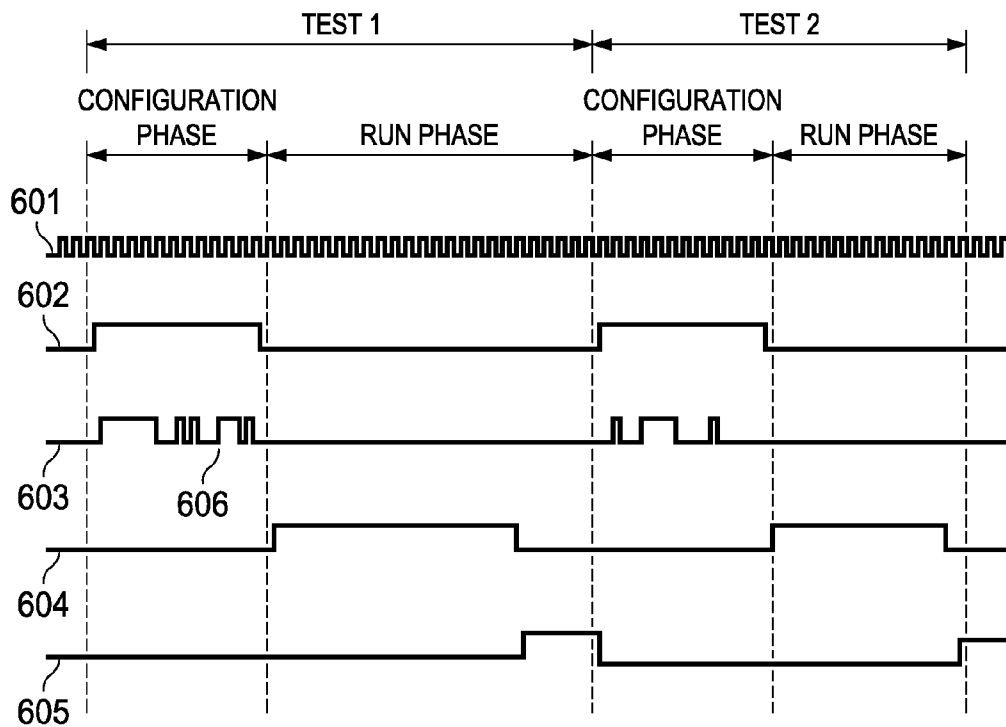 TEST 1
TEST 2
CONFIGURATION
PHASE
RUN PHASE
CONFIGURATION
PHASE
RUN PHASE
601
602
603
606
604
605